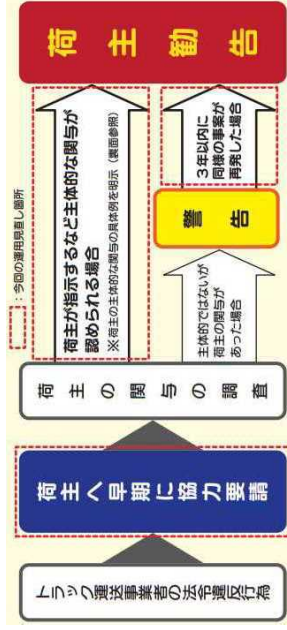 ：今回の運用見直し箇所
トラック運送事業者の法令違反行為
荷主へ早期に協力要請
荷主の関与の調査
荷主が指示するなど主体的な関与が
認められる場合
※荷主の主体的な関与の具体例を明示（裏面参照）
主体的ではないが
荷主の関与が
あった場合
警告
3年以内に
同様の事案が
再発した場合
荷主勧告